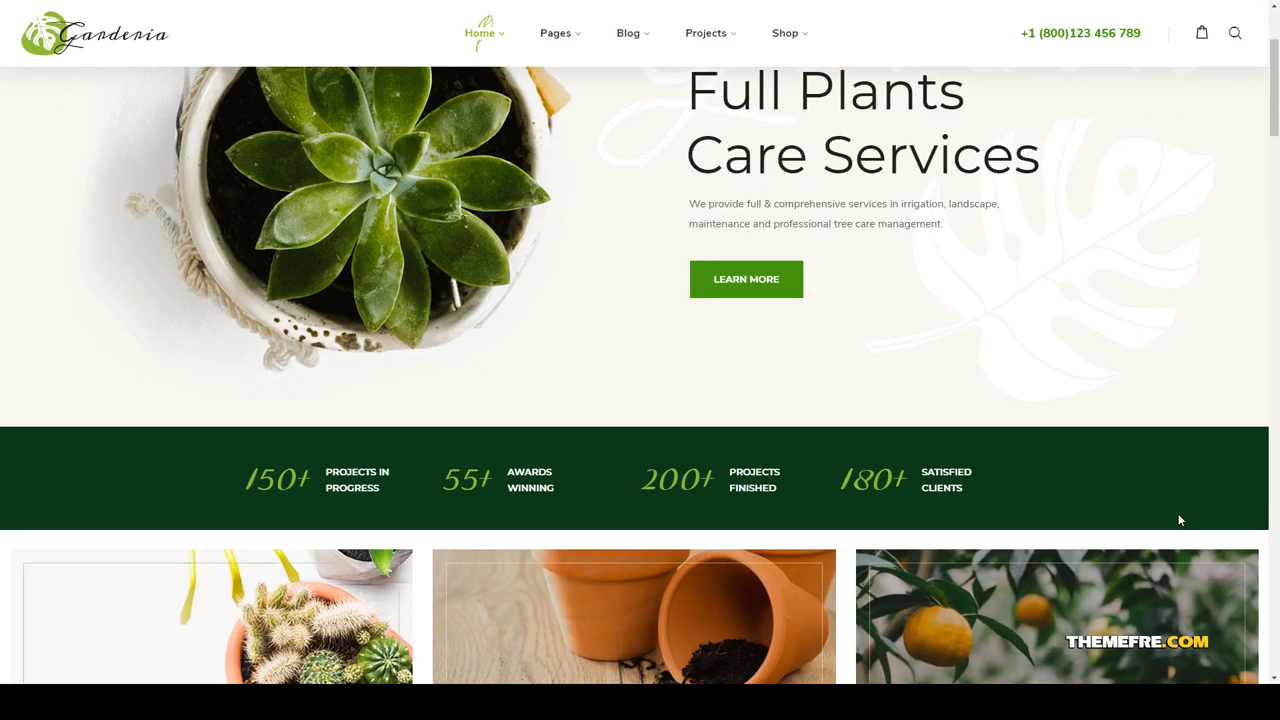 Garderia
Home
Pages
Blog
Projects
Shop
+1 (800)123 456 789
Full Plants
Care Services
We provide full & comprehensive services in irrigation, landscape,
maintenance and professional tree care management.
LEARN MORE
150+
PROJECTS IN
PROGRESS
55+
AWARDS
WINNING
200+
PROJECTS
FINISHED
180+
SATISFIED
CLIENTS
THEMEFRE.COM